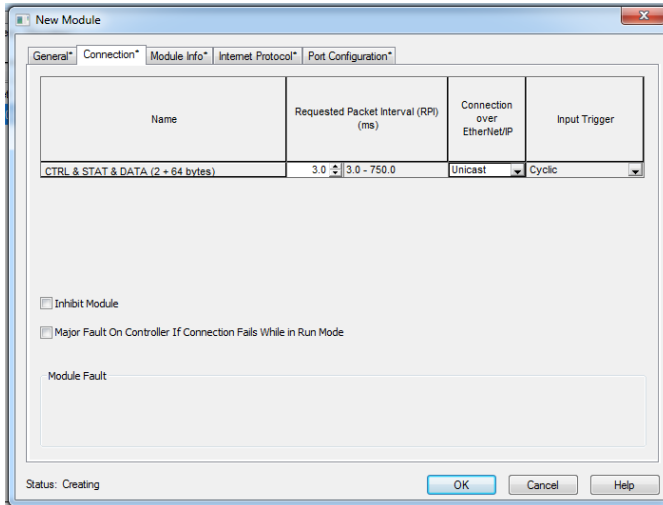 New Module
General* Connection* Module Info* Internet Protocol* Port Configuration*
Name
Requested Packet Interval (RPI)
(ms)
Connection
over
EtherNet/IP
Input Trigger
CTRL & STAT & DATA (2 + 64 bytes) 3.0 3.0 - 750.0 Unicast Cyclic
Inhibit Module
Major Fault On Controller If Connection Fails While in Run Mode
Module Fault
Status: Creating
OK Cancel Help